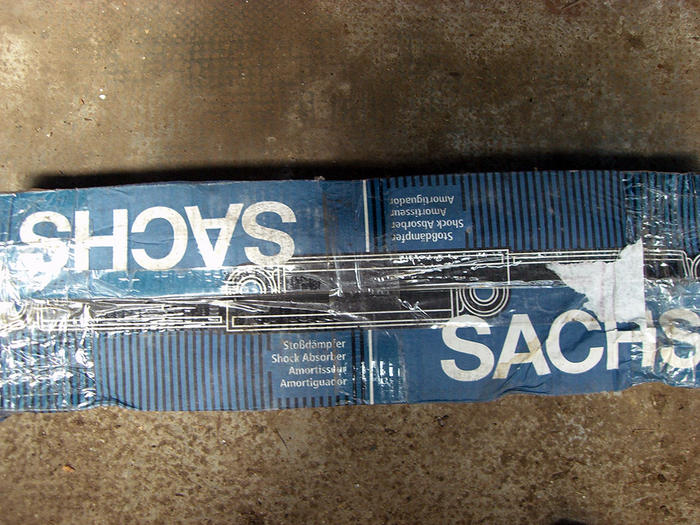 SACHS
Stoßdämpfer
Shock Absorber
Amortisseur
Amortiguador
Stoßdämpfer
Shock Absorber
Amortisseur
Amortiguador
SACHS